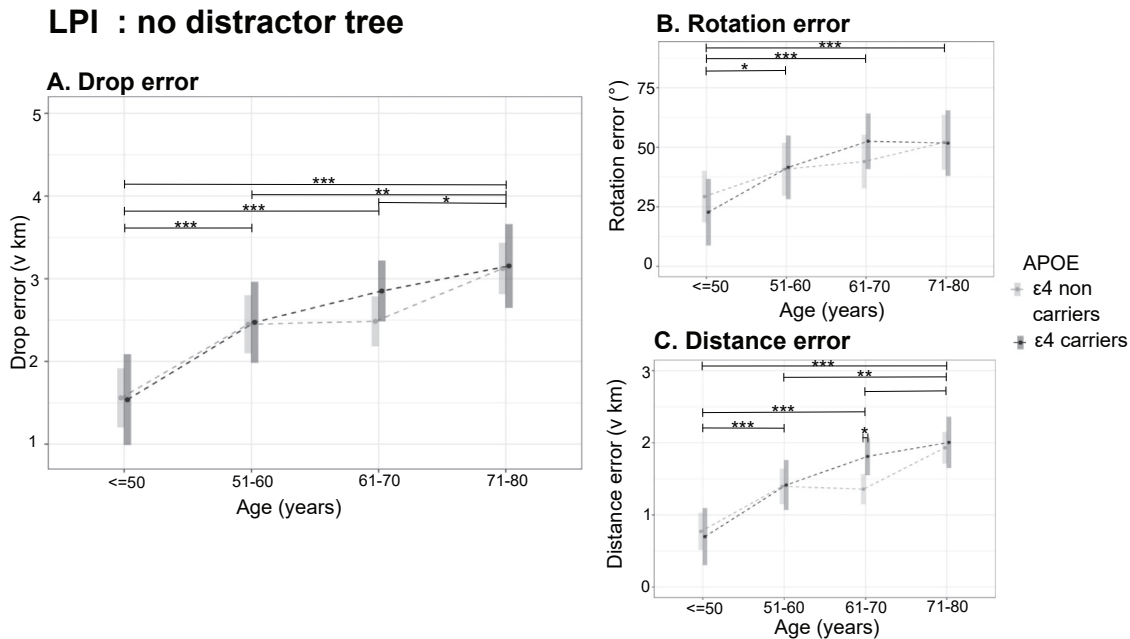 LPI : no distractor tree
A. Drop error
5
4
3
2
1
Drop error (v km)
***
**
***
*
***
<=50
51-60
61-70
71-80
Age (years)
B. Rotation error
75
50
25
0
Rotation error (°)
***
***
*
<=50
51-60
61-70
71-80
Age (years)
APOE
ε4 non
carriers
ε4 carriers
C. Distance error
3
2
1
0
Distance error (v km)
***
**
***
***
*
<=50
51-60
61-70
71-80
Age (years)